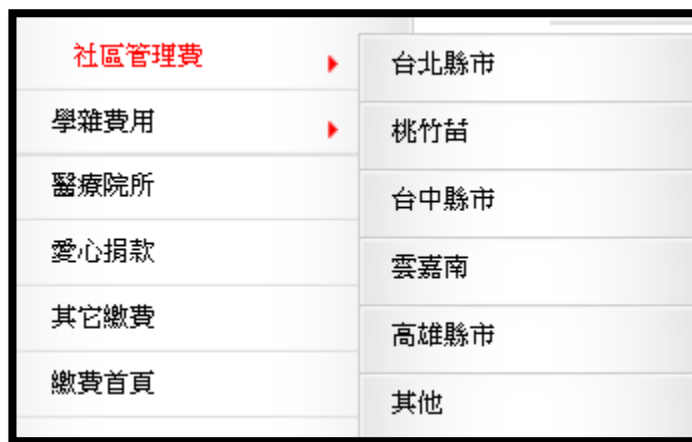 社區管理費
學雜費用
醫療院所
愛心捐款
其它繳費
繳費首頁
台北縣市
桃竹苗
台中縣市
雲嘉南
高雄縣市
其他